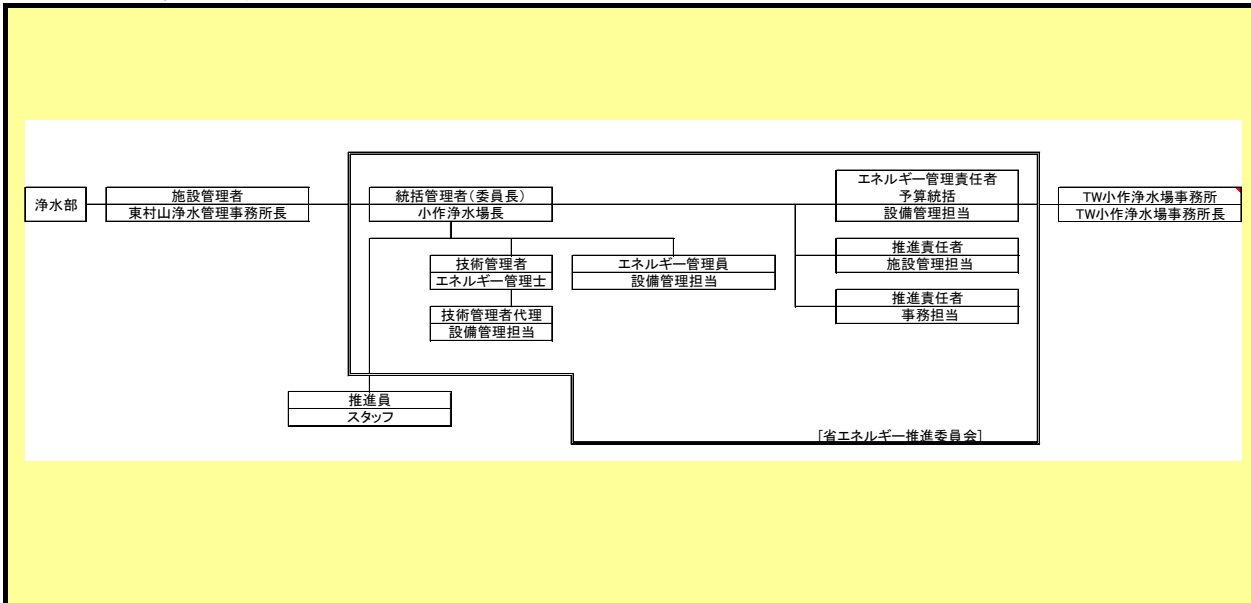 浄水部
施設管理者
東村山浄水管理事務所長
統括管理者(委員長)
小作浄水場長
エネルギー管理責任者
予算統括
設備管理担当
TW小作浄水場事務所
TW小作浄水場事務所長
推進責任者
施設管理担当
技術管理者
エネルギー管理士
エネルギー管理員
設備管理担当
推進責任者
事務担当
技術管理者代理
設備管理担当
推進員
スタッフ
[省エネルギー推進委員会]